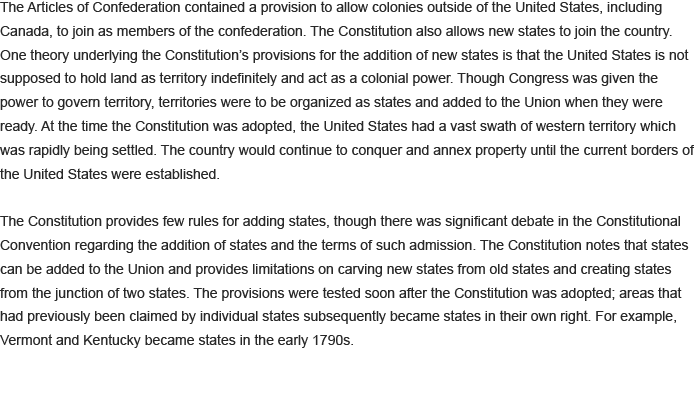 The Articles of Confederation contained a provision to allow colonies outside of the United States, including
Canada, to join as members of the confederation. The Constitution also allows new states to join the country.
One theory underlying the Constitution's provisions for the addition of new states is that the United States is not
supposed to hold land as territory indefinitely and act as a colonial power. Though Congress was given the
power to govern territory, territories were to be organized as states and added to the Union when they were
ready. At the time the Constitution was adopted, the United States had a vast swath of western territory which
was rapidly being settled. The country would continue to conquer and annex property until the current borders of
the United States were established.
The Constitution provides few rules for adding states, though there was significant debate in the Constitutional
Convention regarding the addition of states and the terms of such admission. The Constitution notes that states
can be added to the Union and provides limitations on carving new states from old states and creating states
from the junction of two states. The provisions were tested soon after the Constitution was adopted; areas that
had previously been claimed by individual states subsequently became states in their own right. For example,
Vermont and Kentucky became states in the early 1790s.